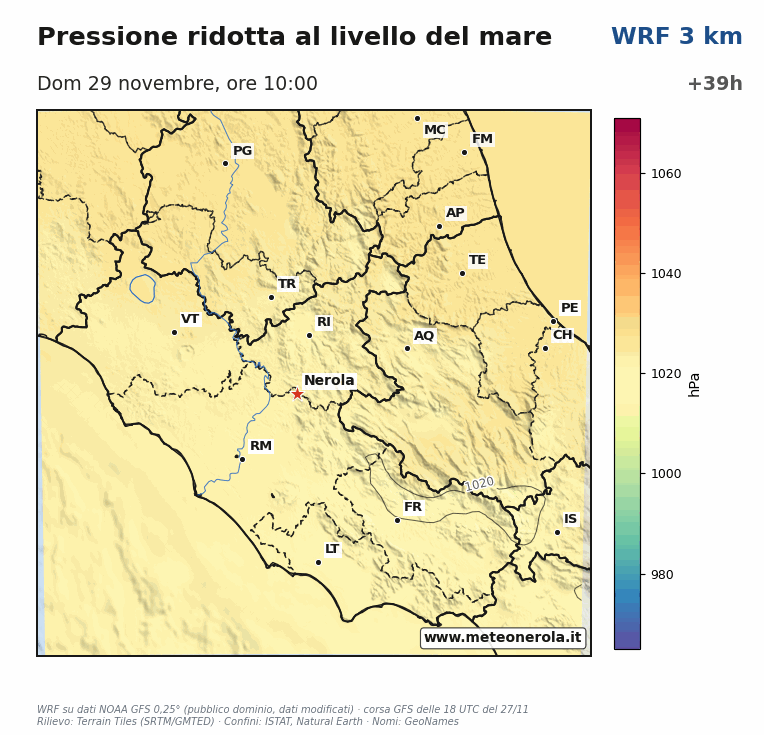 Pressione ridotta al livello del mare
WRF 3 km
Dom 29 novembre, ore 10:00
+39h
MC
FM
PG
AP
TE
TR
PE
VT
RI
AQ
CH
Nerola
RM
1020
FR
IS
LT
www.meteonerola.it
1060
1040
1020
1000
980
hPa
WRF su dati NOAA GFS 0,25° (pubblico dominio, dati modificati) · corsa GFS delle 18 UTC del 27/11
Rilievo: Terrain Tiles (SRTM/GMTED) · Confini: ISTAT, Natural Earth · Nomi: GeoNames